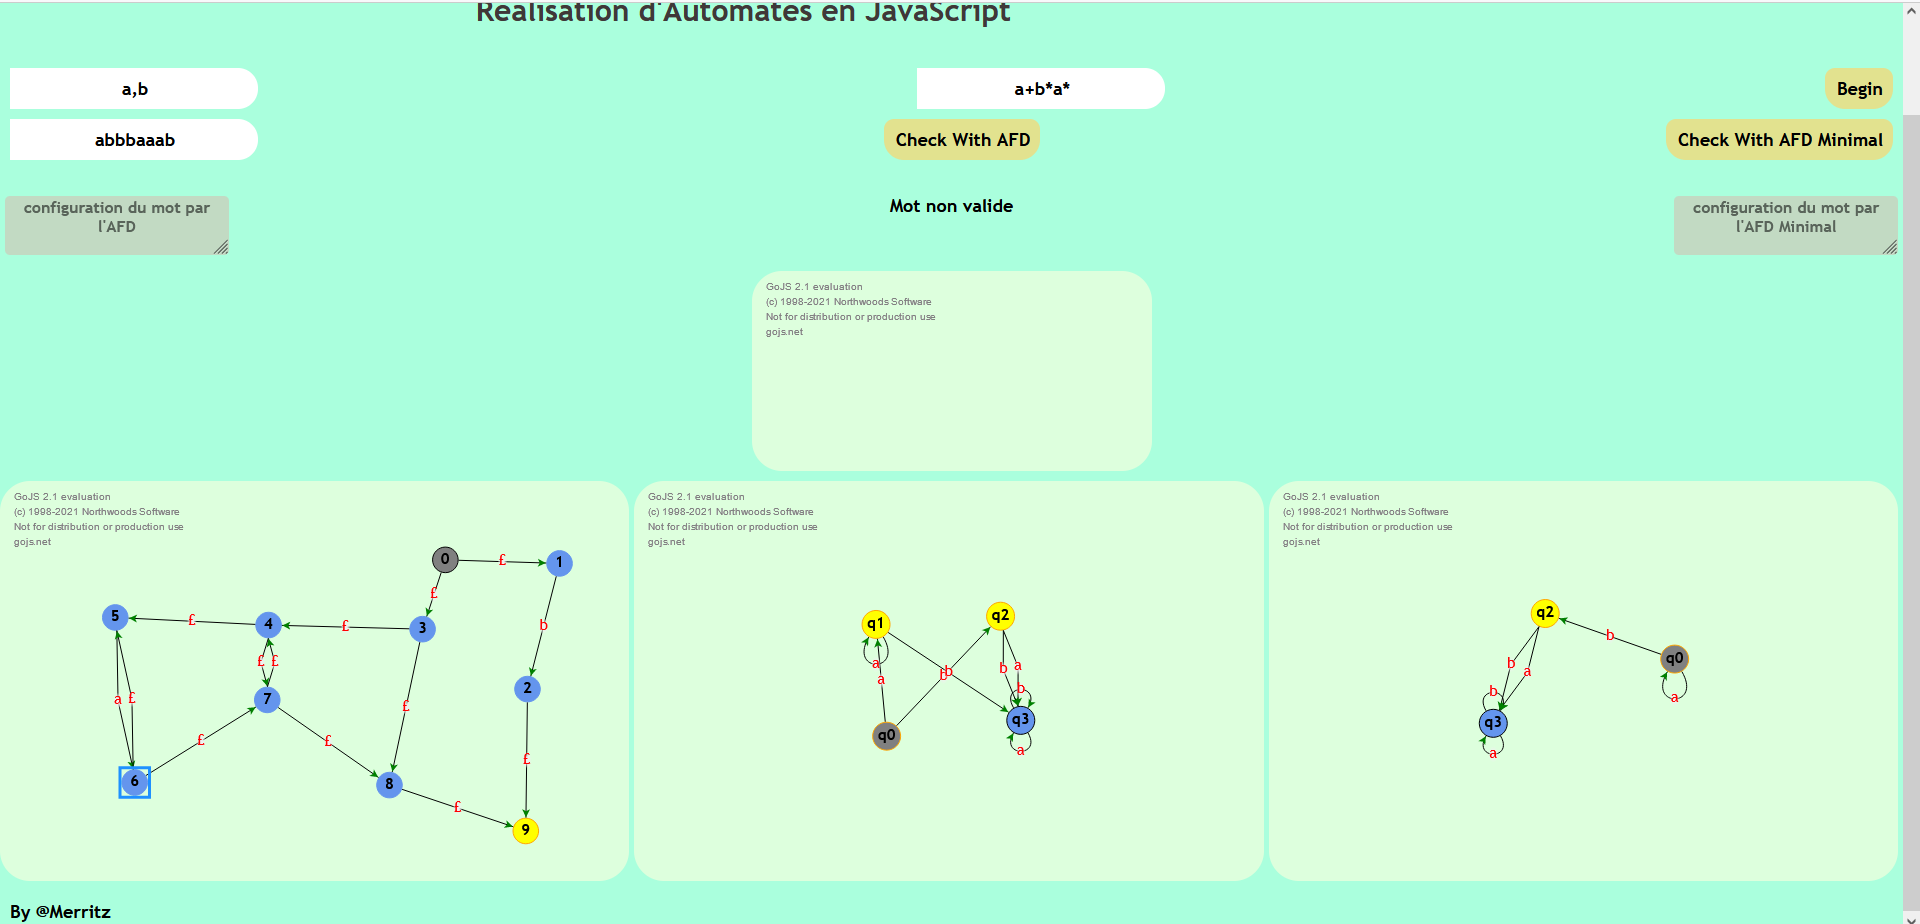 Réalisation d'Automates en JavaScript
a,b
a+b*a*
Begin
abbbaaab
Check With AFD
Check With AFD Minimal
configuration du mot par
l'AFD
Mot non valide
configuration du mot par
l'AFD Minimal
GoJS 2.1 evaluation
(c) 1998-2021 Northwoods Software
Not for distribution or production use
gojs.net
GoJS 2.1 evaluation
(c) 1998-2021 Northwoods Software
Not for distribution or production use
gojs.net
0
£
1
£
5
£
4
£
3
b
£
£
a
£
7
£
2
£
£
£
6
8
£
£
9
GoJS 2.1 evaluation
(c) 1998-2021 Northwoods Software
Not for distribution or production use
gojs.net
q1
q2
a
a
b
b
b
a
b
q0
q3
a
GoJS 2.1 evaluation
(c) 1998-2021 Northwoods Software
Not for distribution or production use
gojs.net
q2
b
q0
b
a
a
b
q3
a
By @Merritz